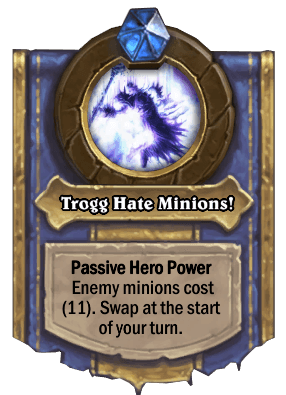 Trogg Hate Minions!
Passive Hero Power
Enemy minions cost
(11). Swap at the start
of your turn.